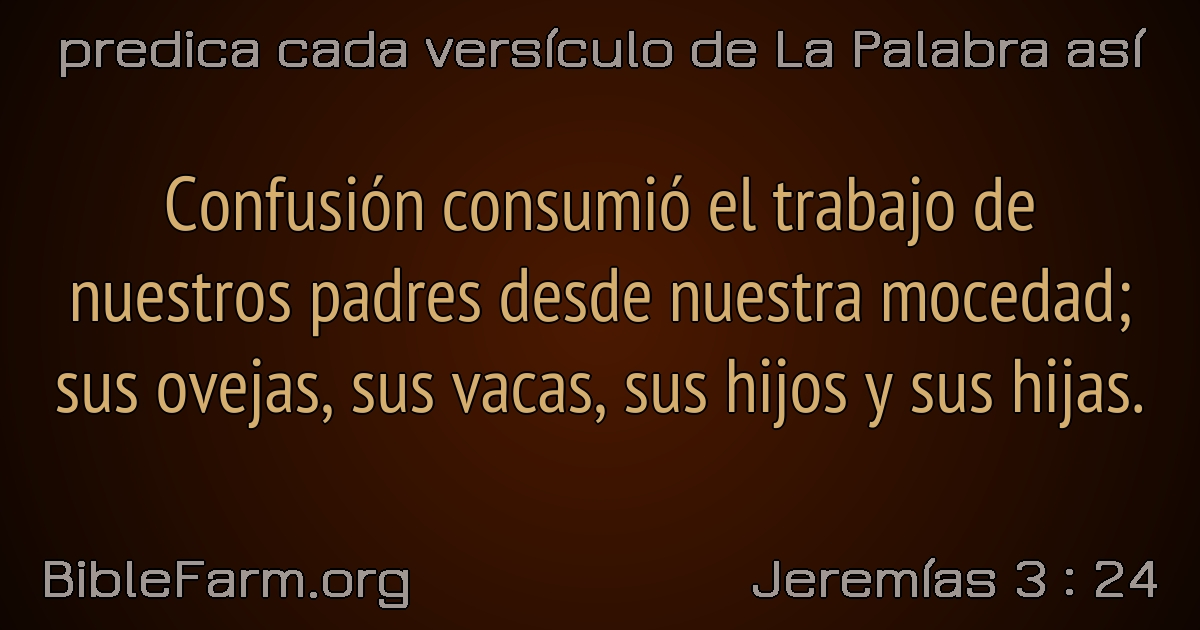 predica cada versículo de La Palabra así
Confusión consumió el trabajo de
nuestros padres desde nuestra mocedad;
sus ovejas, sus vacas, sus hijos y sus hijas.
BibleFarm.org
Jeremías 3 : 24